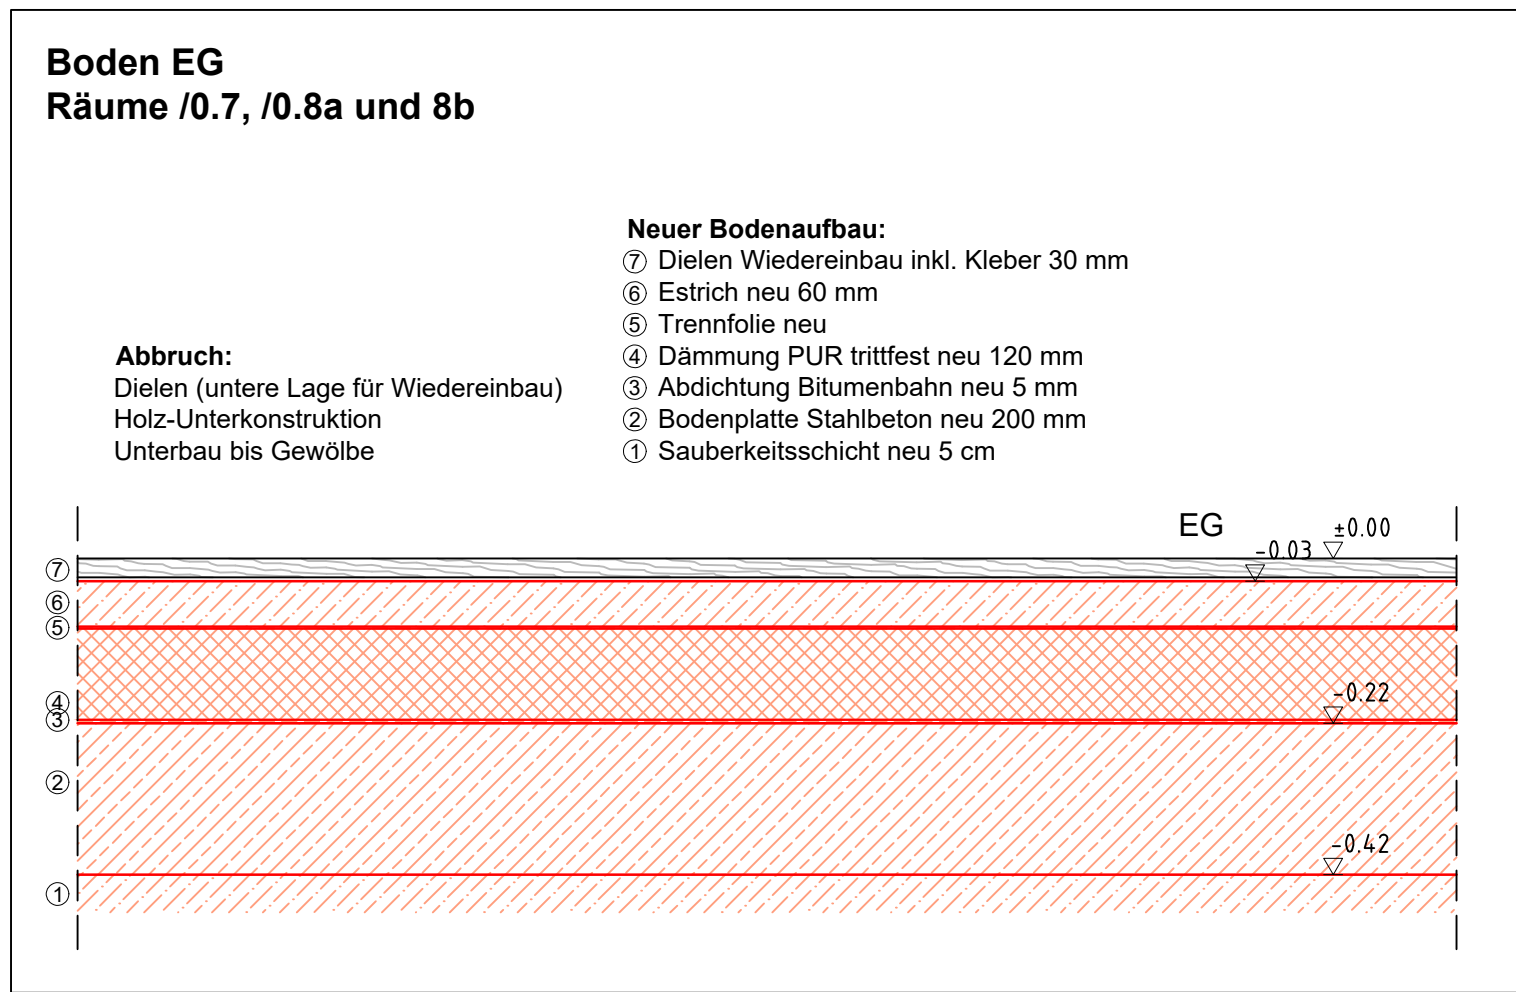 Boden EG
Räume /0.7, /0.8a und 8b
Neuer Bodenaufbau:
⑦ Dielen Wiedereinbau inkl. Kleber 30 mm
⑥ Estrich neu 60 mm
⑤ Trennfolie neu
④ Dämmung PUR trittfest neu 120 mm
③ Abdichtung Bitumenbahn neu 5 mm
② Bodenplatte Stahlbeton neu 200 mm
① Sauberkeitsschicht neu 5 cm
Abbruch:
Dielen (untere Lage für Wiedereinbau)
Holz-Unterkonstruktion
Unterbau bis Gewölbe
EG
±0.00
-0.03
⑦
⑥
⑤
④
-0.22
③
②
-0.42
①